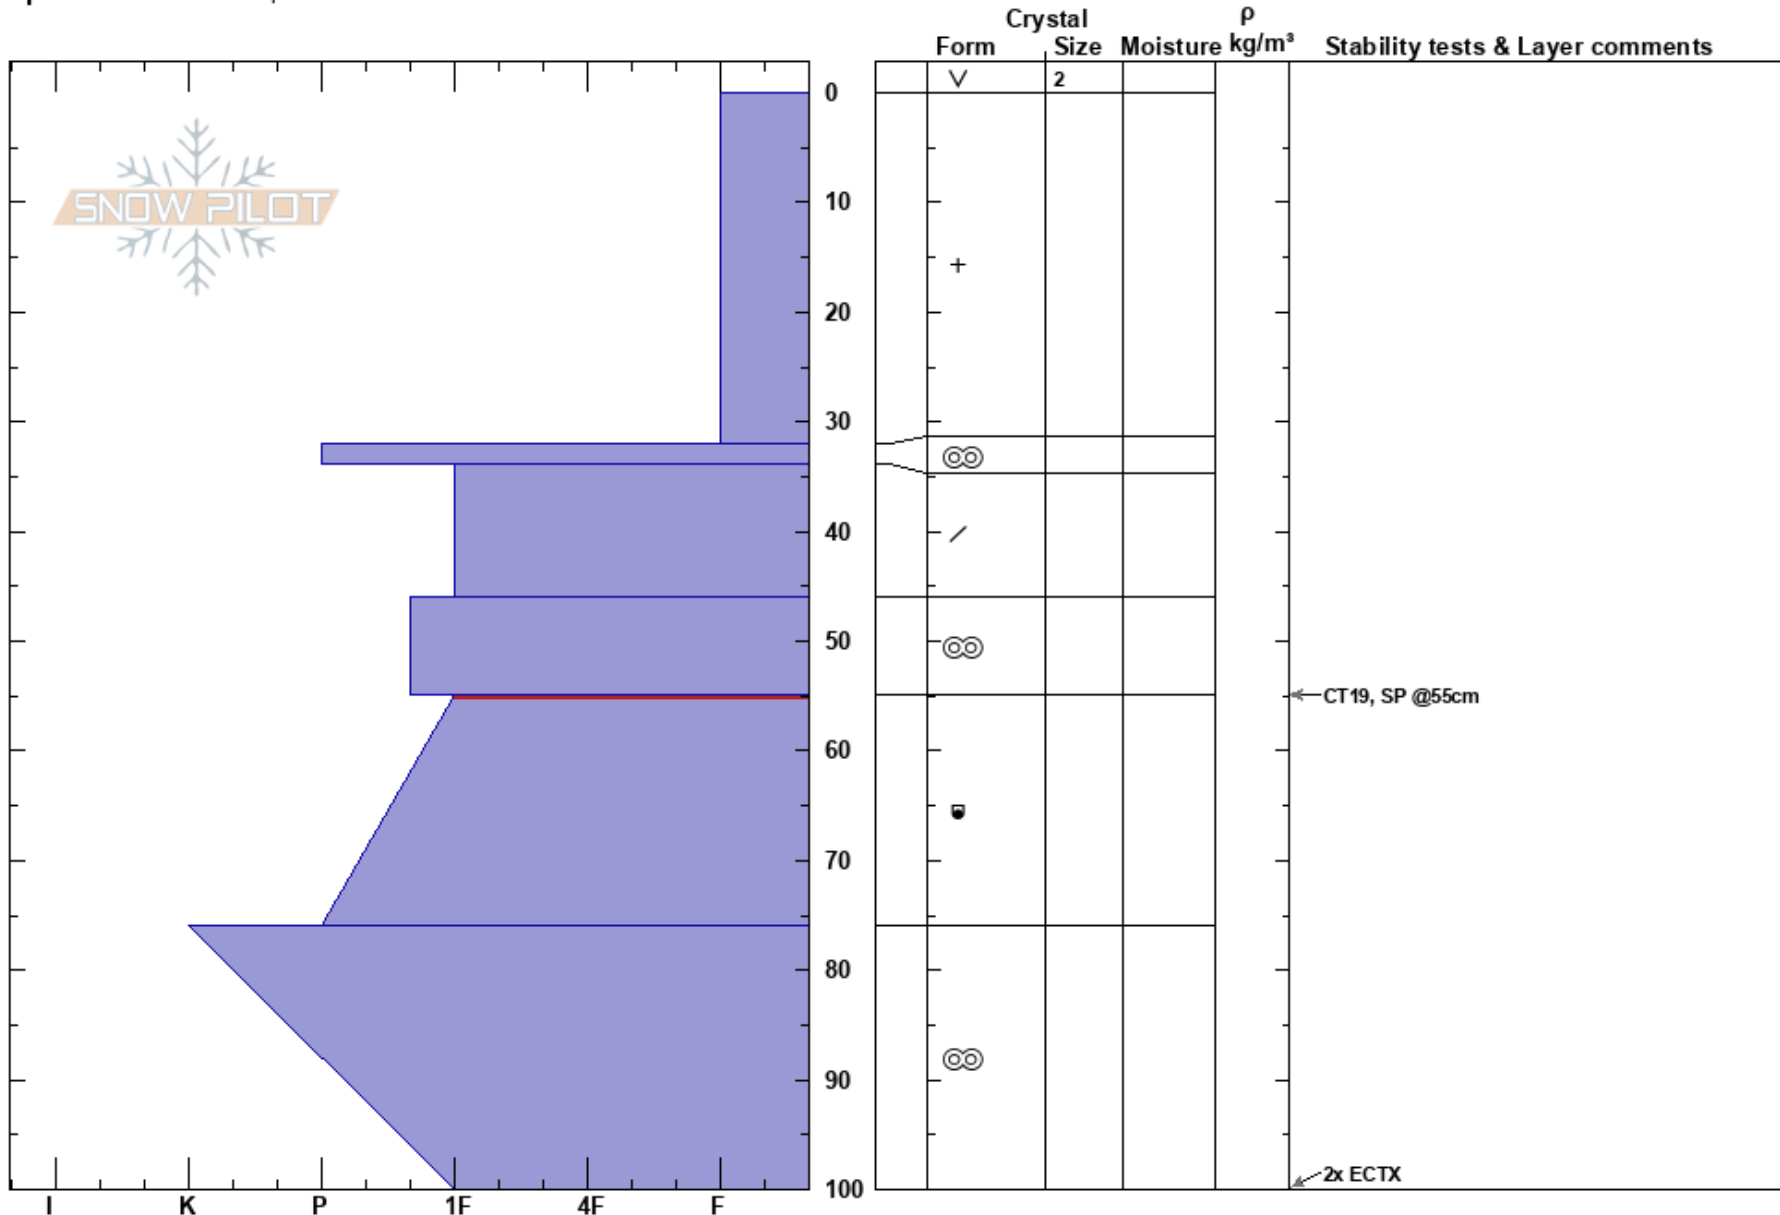 Crystal
ρ
Form Size Moisture kg/m³ Stability tests & Layer comments
2
0
10
SNOW PILOT
20
30
40
50
CT19, SP @55cm
60
70
80
90
2x ECTX
100
I K P 1F 4F F